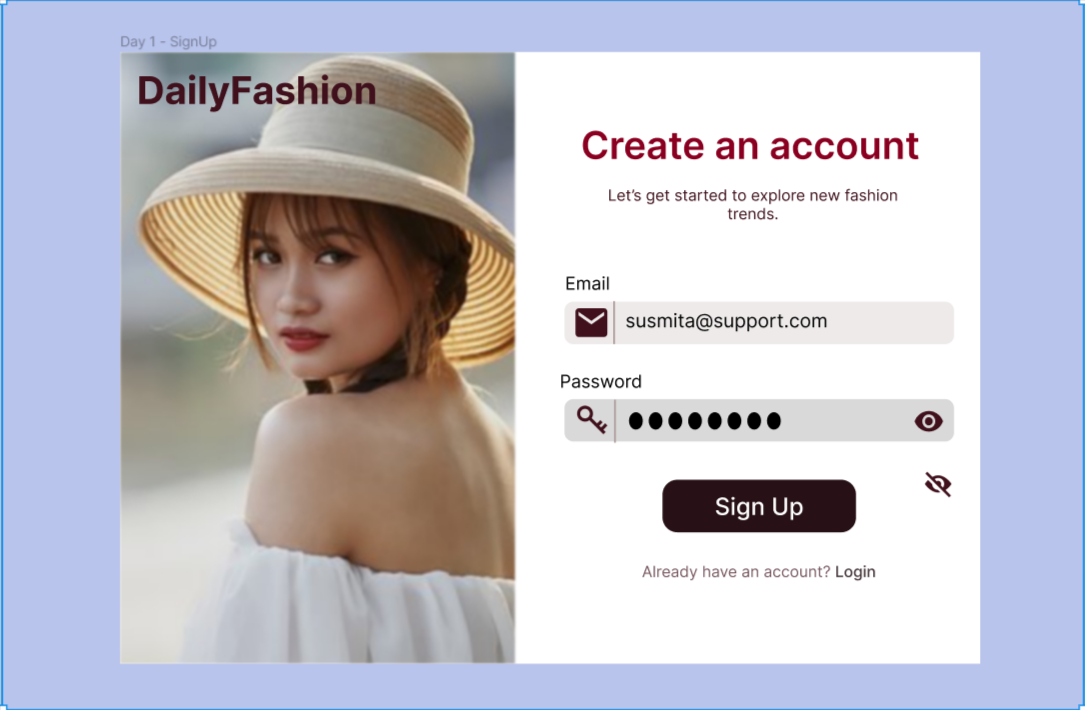 Day 1 - SignUp
DailyFashion
Create an account
Let’s get started to explore new fashion
trends.
Email
susmita@support.com
Password
Sign Up
Already have an account? Login